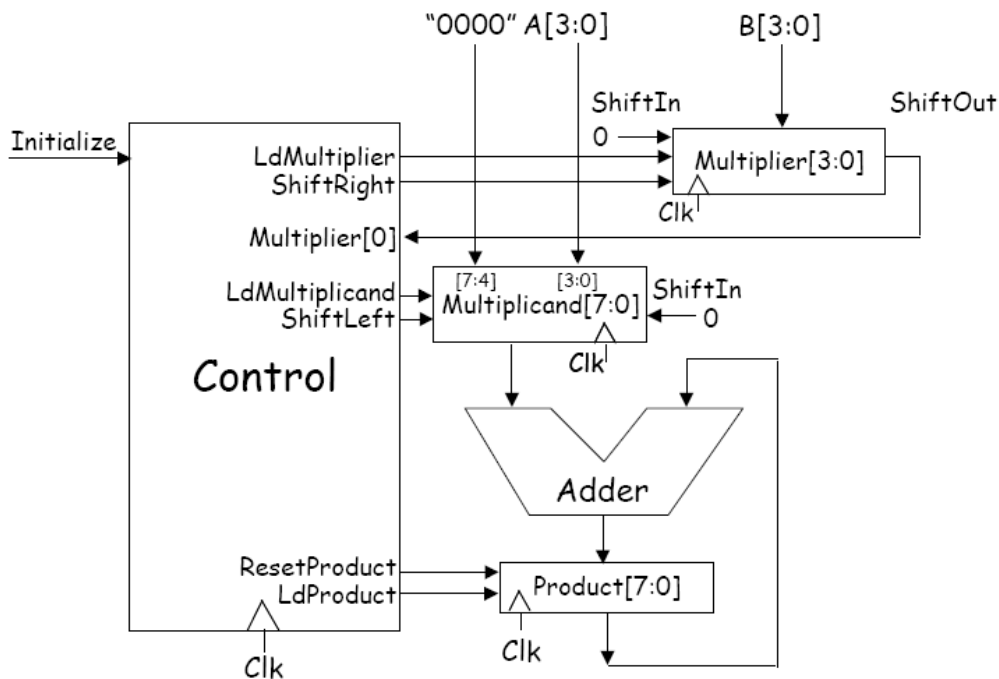 “0000” A[3:0]
B[3:0]
ShiftIn
0
ShiftOut
Initialize
LdMultiplier
ShiftRight
Multiplier[3:0]
Clk
Multiplier[0]
[7:4] [3:0]
Multiplicand[7:0]
LdMultiplicand
ShiftLeft
ShiftIn
0
Clk
Control
Adder
ResetProduct
LdProduct
Product[7:0]
Clk
Clk